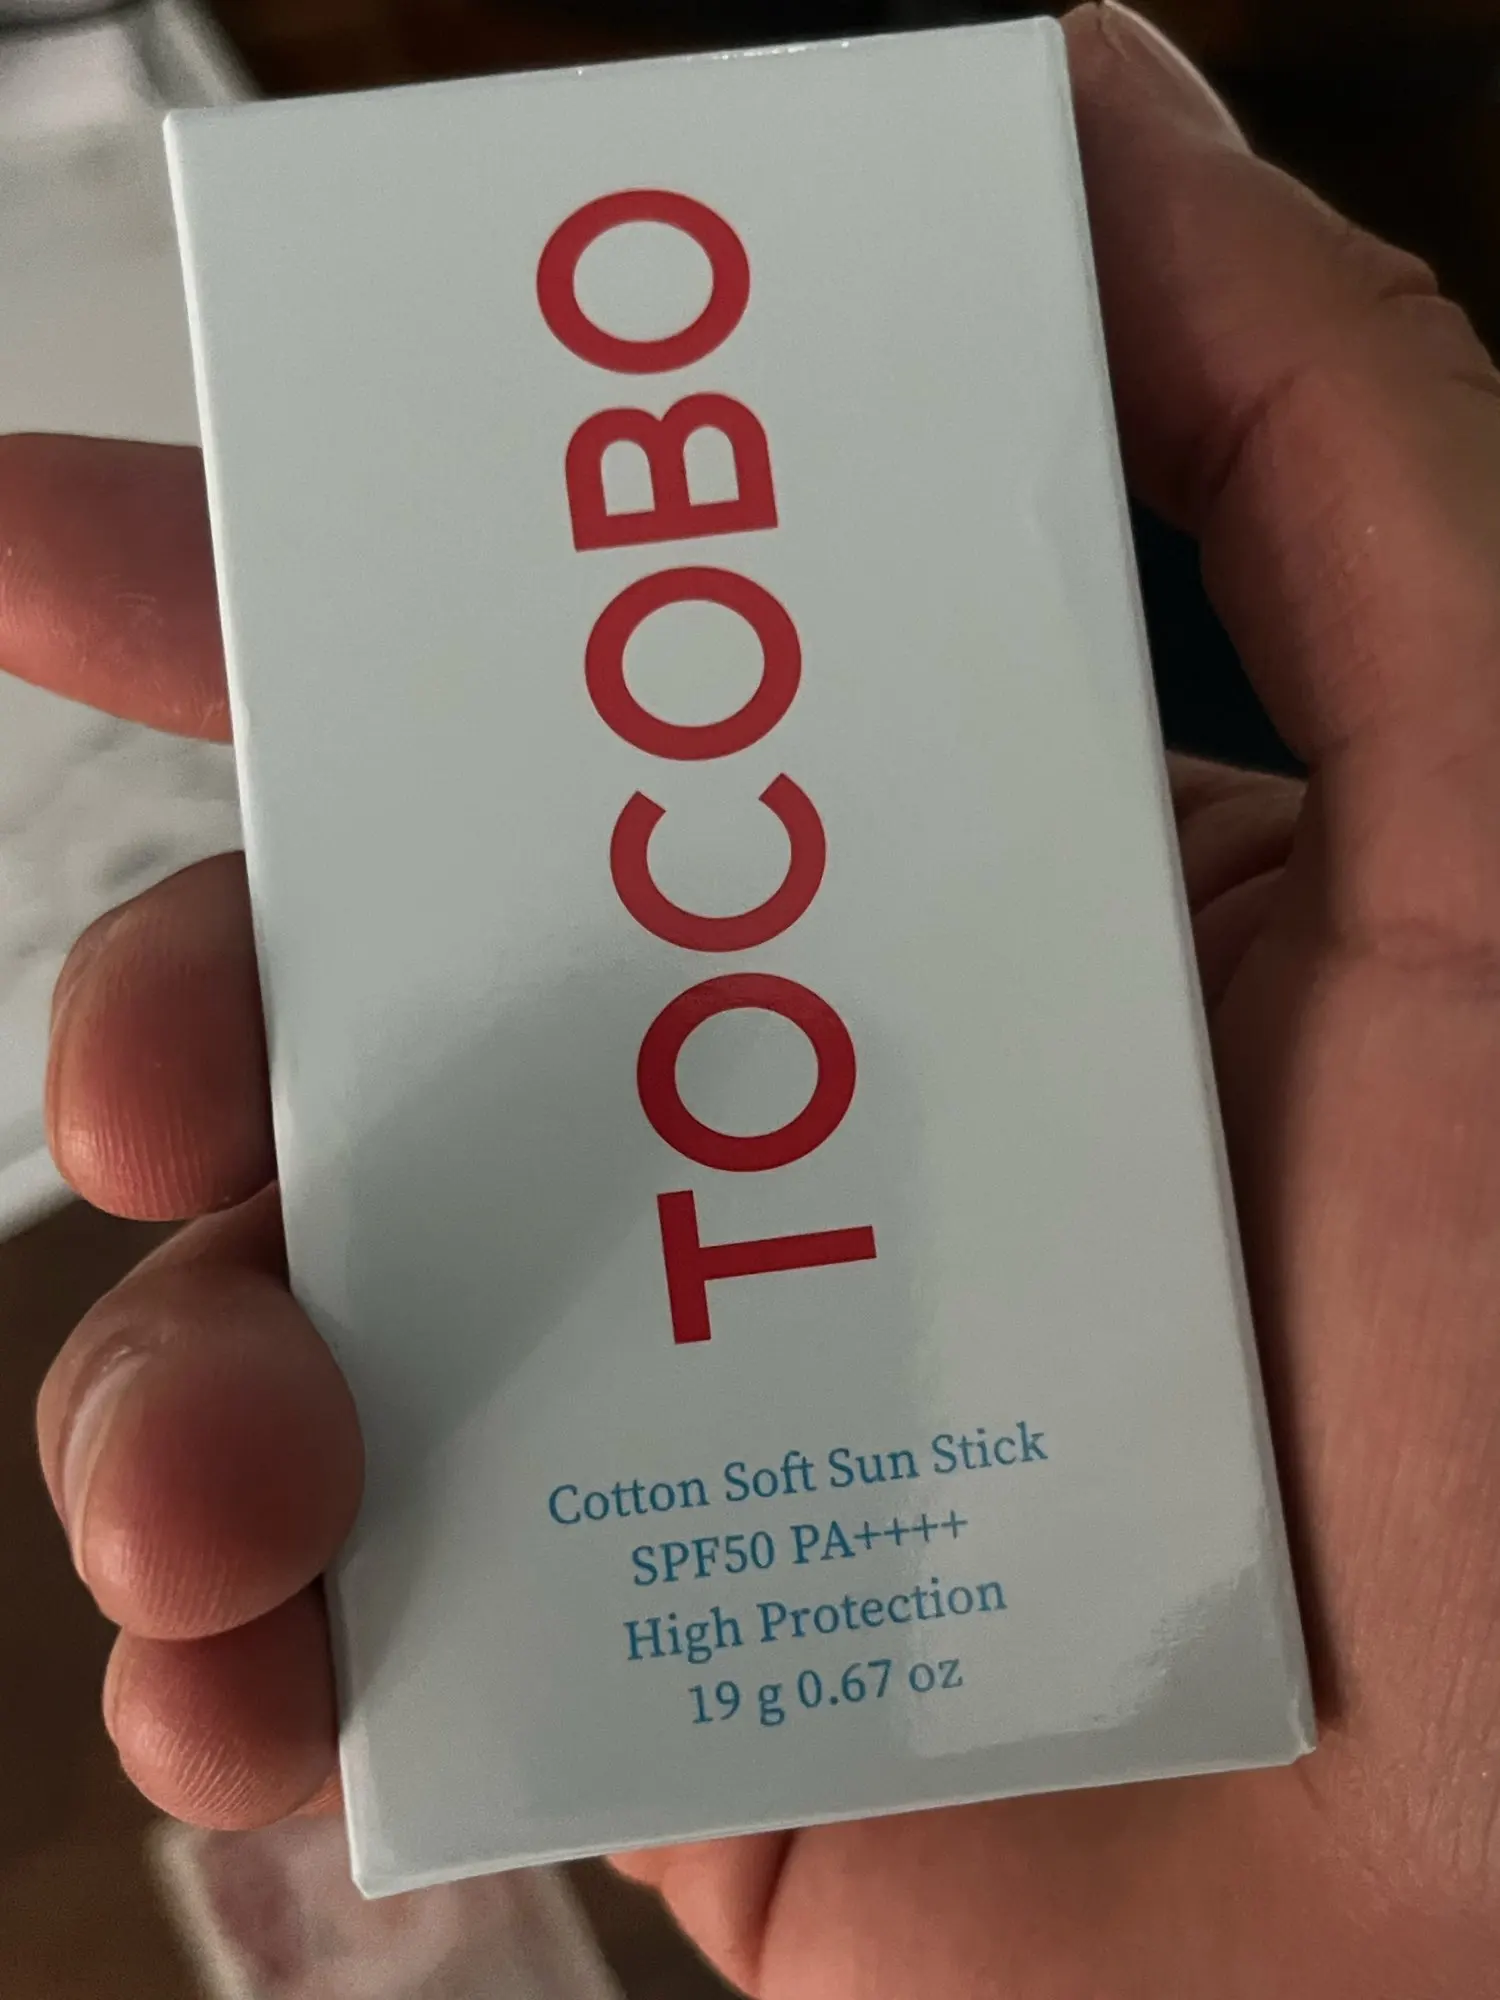 TOCOBO
Cotton Soft Sun Stick
SPF50 PA++++
High Protection
19 g 0.67 oz